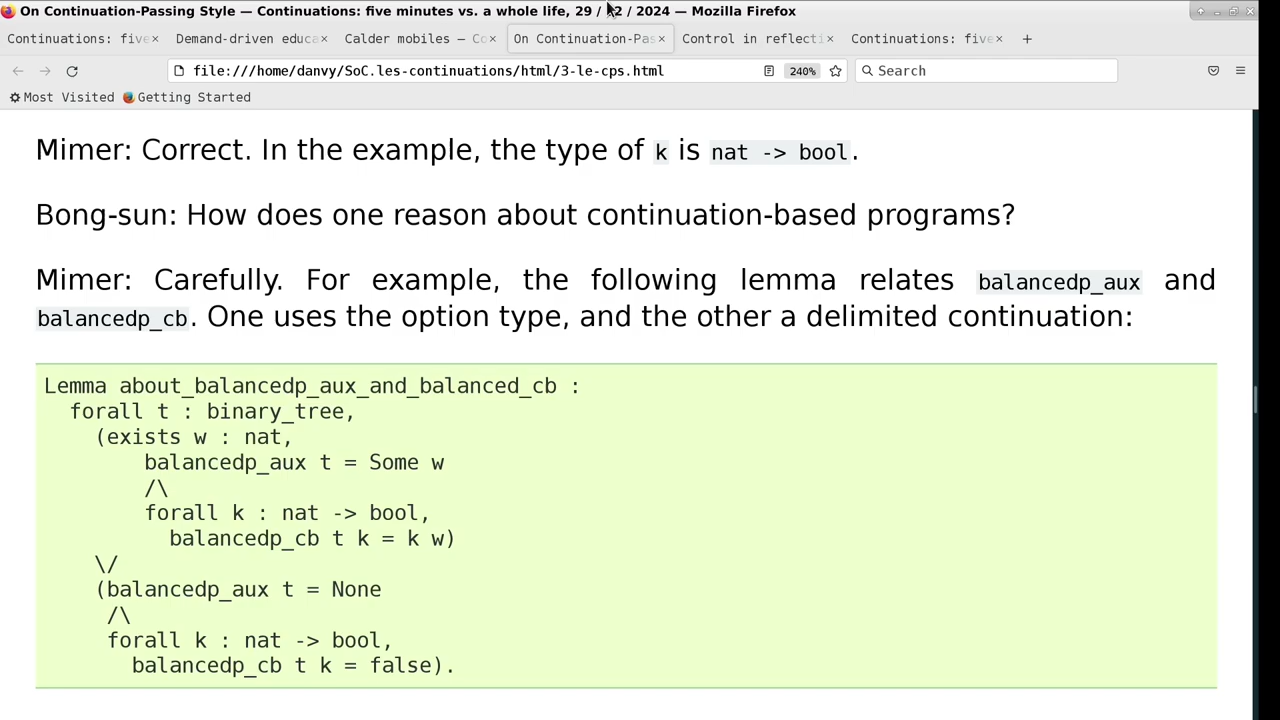 On Continuation-Passing Style — Continuations: five minutes vs. a whole life, 29 / 2 / 2024 — Mozilla Firefox
Continuations: five× Demand-driven educa× Calder mobiles — Co× On Continuation-Pas× Control in reflecti× Continuations: five× +
file:///home/danvy/SoC.les-continuations/html/3-le-cps.html 240% Search
Most Visited Getting Started
Mimer: Correct. In the example, the type of k is nat -> bool.
Bong-sun: How does one reason about continuation-based programs?
Mimer: Carefully. For example, the following lemma relates balancedp_aux and
balancedp_cb. One uses the option type, and the other a delimited continuation:
Lemma about_balancedp_aux_and_balanced_cb :
forall t : binary_tree,
(exists w : nat,
balancedp_aux t = Some w
/\
forall k : nat -> bool,
balancedp_cb t k = k w)
\/
(balancedp_aux t = None
/\
forall k : nat -> bool,
balancedp_cb t k = false).